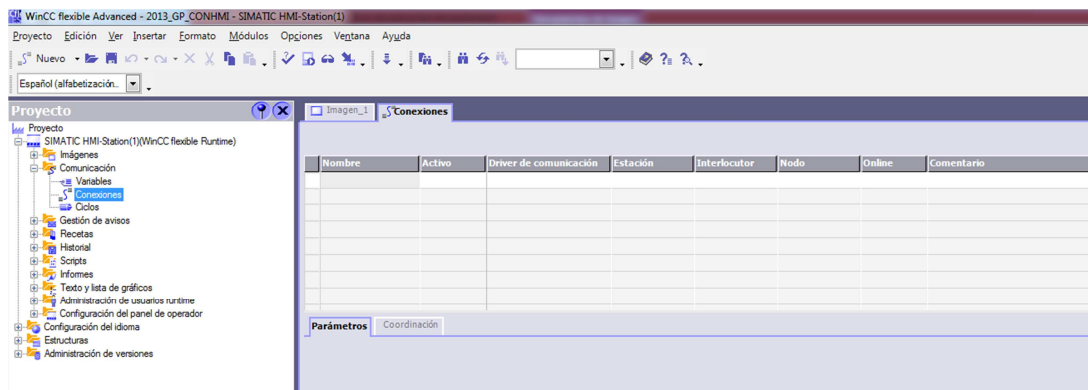 WinCC flexible Advanced - 2013_GP_CONHMI - SIMATIC HMI-Station(1)
Proyecto Edición Ver Insertar Formato Módulos Opciones Ventana Ayuda
Nuevo
Español (alfabetización..
Proyecto
Imagen_1 Conexiones
Proyecto
SIMATIC HMI-Station(1)(WinCC flexible Runtime)
Imágenes
Comunicación
Variables
Conexiones
Ciclos
Gestión de avisos
Recetas
Historial
Scripts
Informes
Texto y lista de gráficos
Administración de usuarios runtime
Configuración del panel de operador
Configuración del idioma
Estructuras
Administración de versiones
Nombre Activo Driver de comunicación Estación Interlocutor Nodo Online Comentario
Parámetros Coordinación